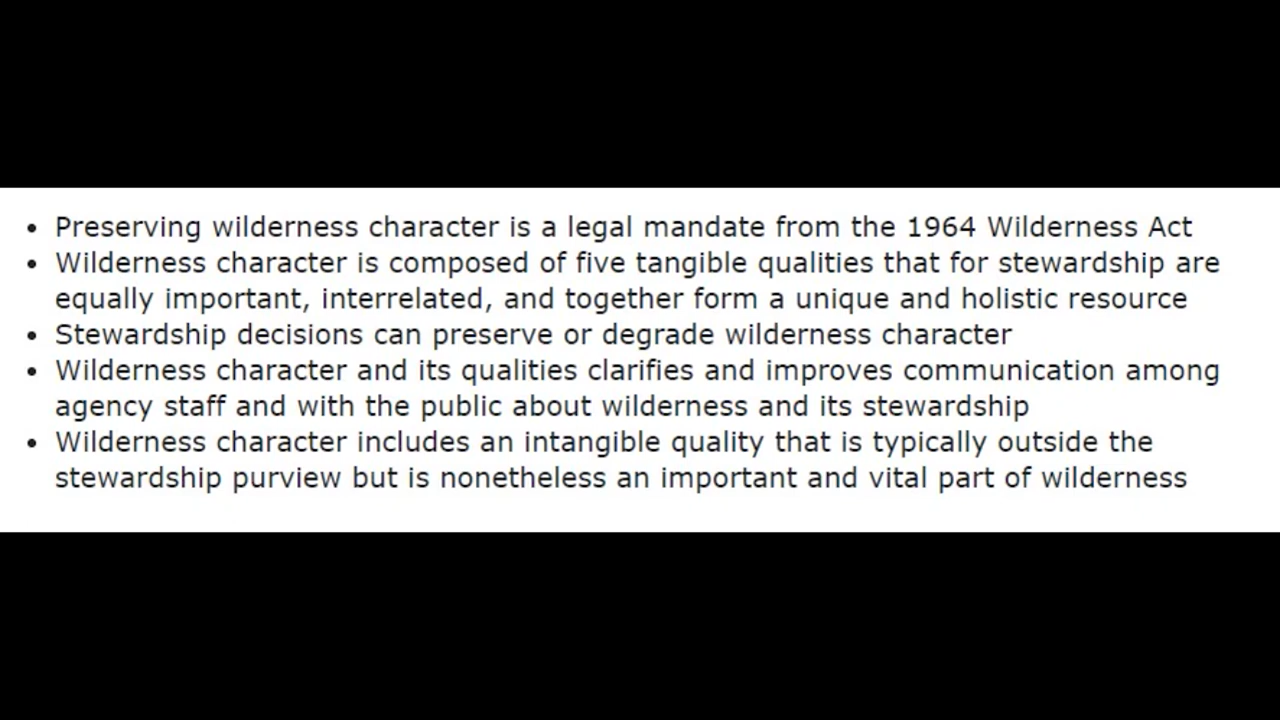 • Preserving wilderness character is a legal mandate from the 1964 Wilderness Act
• Wilderness character is composed of five tangible qualities that for stewardship are
equally important, interrelated, and together form a unique and holistic resource
• Stewardship decisions can preserve or degrade wilderness character
• Wilderness character and its qualities clarifies and improves communication among
agency staff and with the public about wilderness and its stewardship
• Wilderness character includes an intangible quality that is typically outside the
stewardship purview but is nonetheless an important and vital part of wilderness